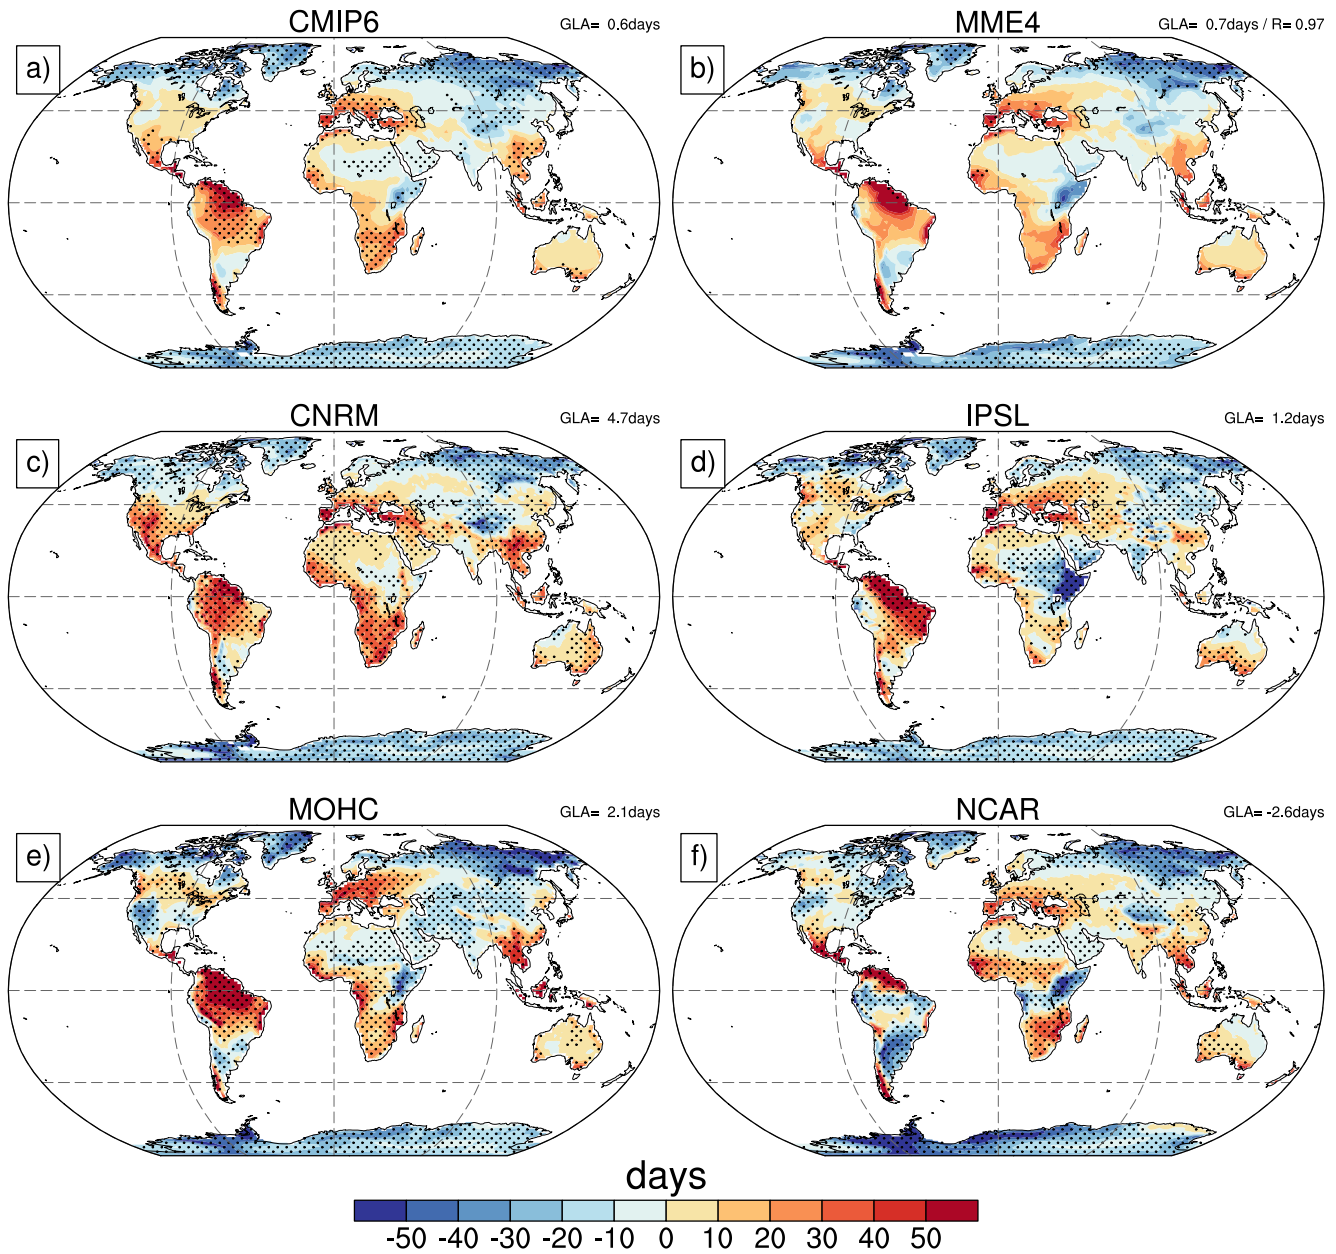 CMIP6
GLA= 0.6days
a)
MME4
GLA= 0.7days / R= 0.97
b)
CNRM
GLA= 4.7days
c)
IPSL
GLA= 1.2days
d)
MOHC
GLA= 2.1days
e)
NCAR
GLA= -2.6days
f)
days
-50 -40 -30 -20 -10 0 10 20 30 40 50